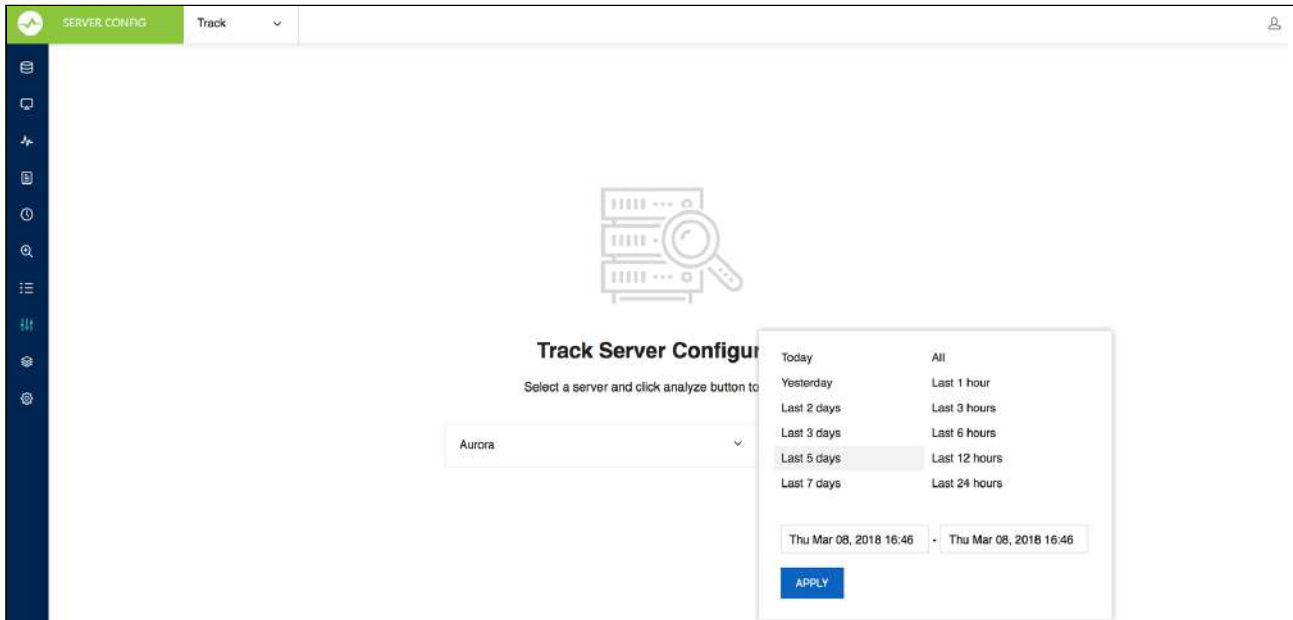 SERVER CONFIG
Track
Track Server Configur
Select a server and click analyze button to
Aurora
Today
All
Yesterday
Last 1 hour
Last 2 days
Last 3 hours
Last 3 days
Last 6 hours
Last 5 days
Last 12 hours
Last 7 days
Last 24 hours
Thu Mar 08, 2018 16:46 - Thu Mar 08, 2018 16:46
APPLY